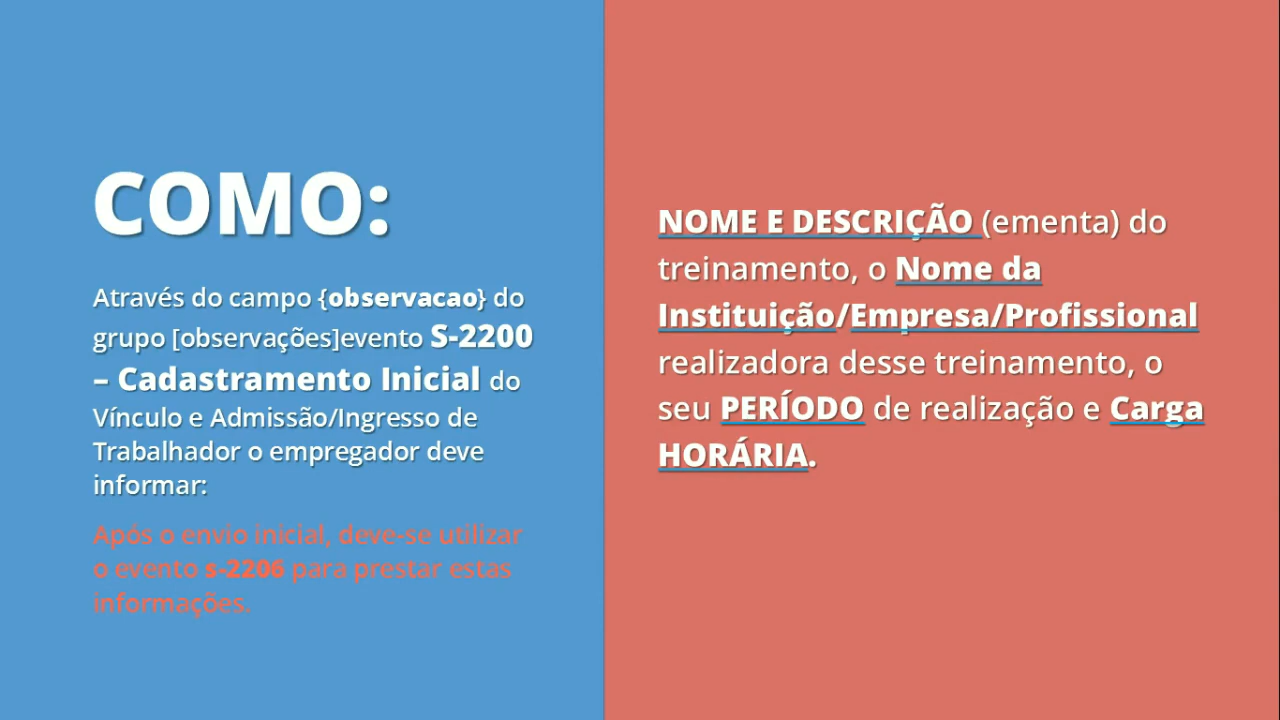 COMO:
Através do campo {observacao} do
grupo [observações]evento S-2200
– Cadastramento Inicial do
Vínculo e Admissão/Ingresso de
Trabalhador o empregador deve
informar:
Após o envio inicial, deve-se utilizar
o evento s-2206 para prestar estas
informações.
NOME E DESCRIÇÃO (ementa) do
treinamento, o Nome da
Instituição/Empresa/Profissional
realizadora desse treinamento, o
seu PERÍODO de realização e Carga
HORÁRIA.